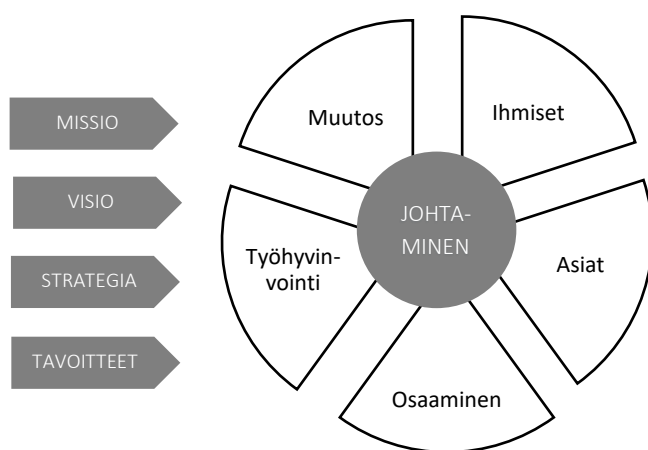 MISSIO
VISIO
STRATEGIA
TAVOITTEET
Muutos
Ihmiset
JOHTA-
MINEN
Työhyvin-
vointi
Asiat
Osaaminen